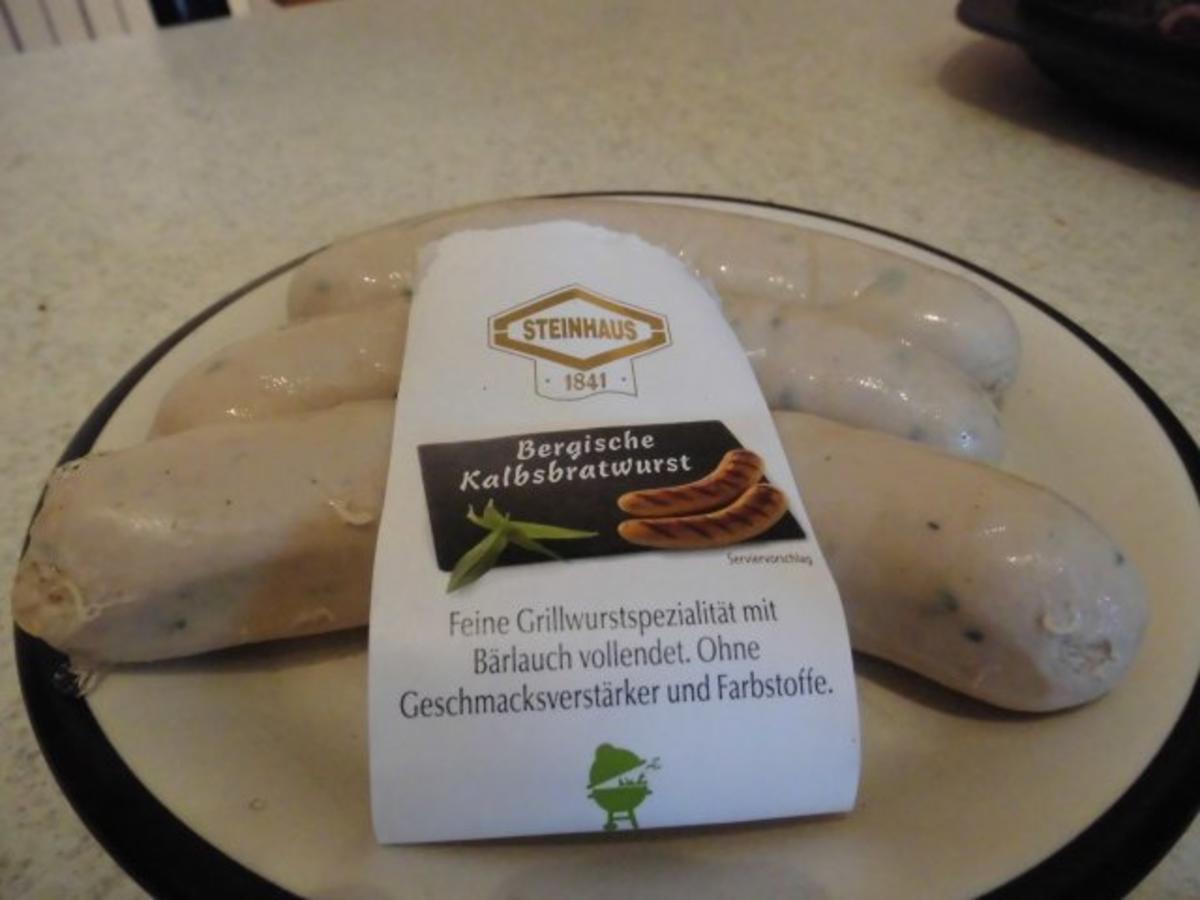 STEINHAUS
· 1841 ·
Bergische
Kalbsbratwurst
Serviervorschlag
Feine Grillwurstspezialität mit
Bärlauch vollendet. Ohne
Geschmacksverstärker und Farbstoffe.